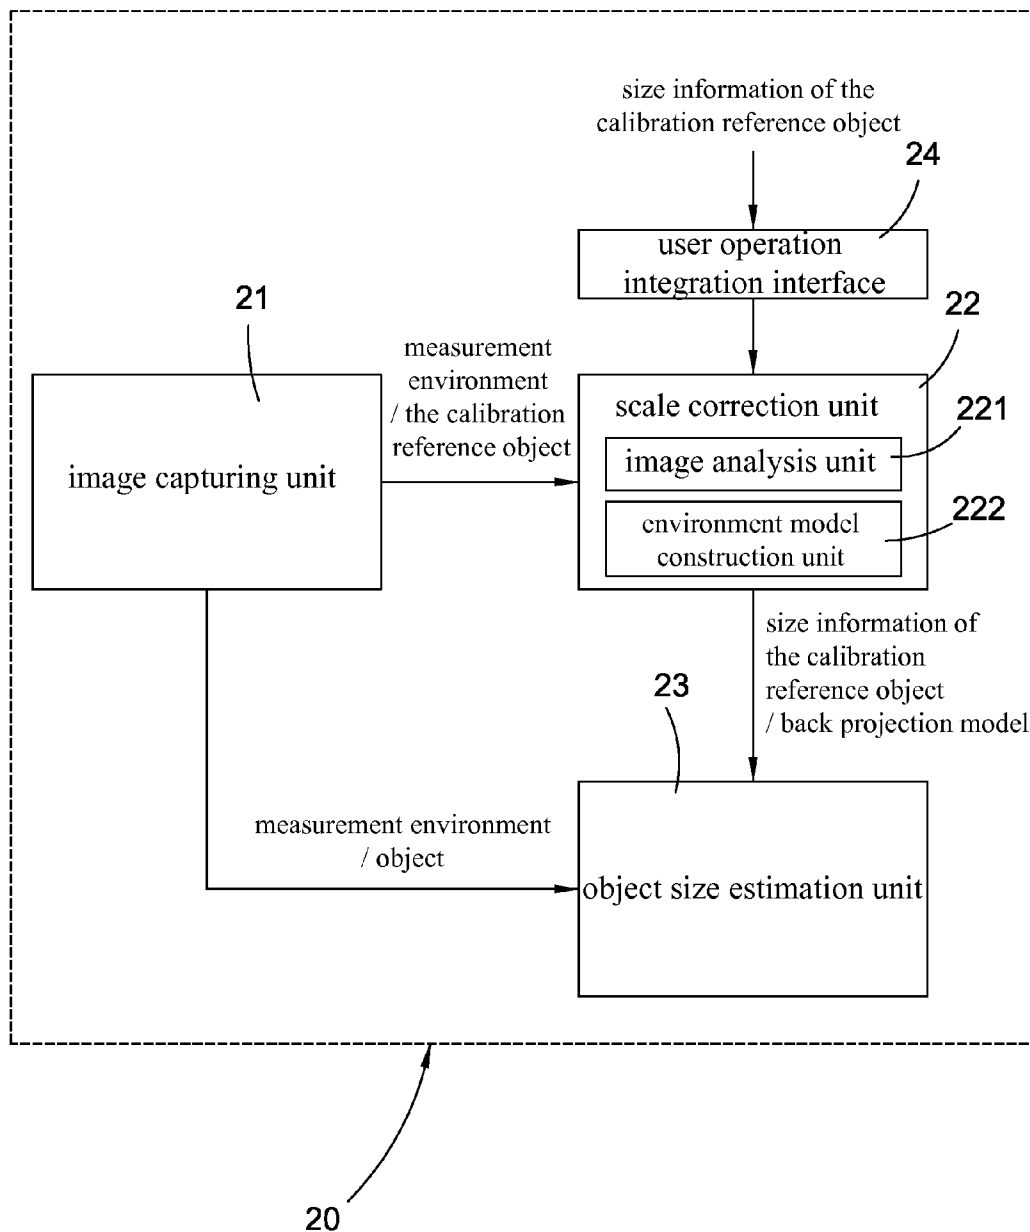 size information of the
calibration reference object
24
user operation
integration interface
21
22
measurement
environment
/ the calibration
reference object
scale correction unit
221
image analysis unit
image capturing unit
222
environment model
construction unit
size information of
the calibration
reference object
/ back projection model
23
measurement environment
/ object
object size estimation unit
20